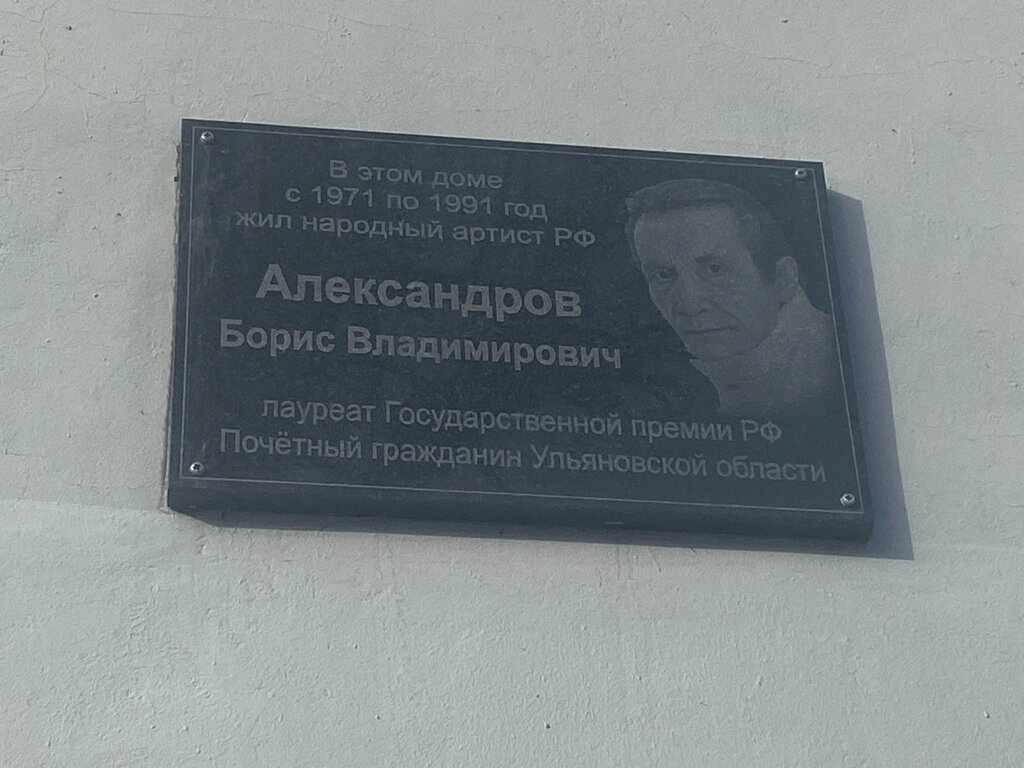 В этом доме
с 1971 по 1991 год
жил народный артист РФ
Александров
Борис Владимирович
лауреат Государственной премии РФ
Почётный гражданин Ульяновской области